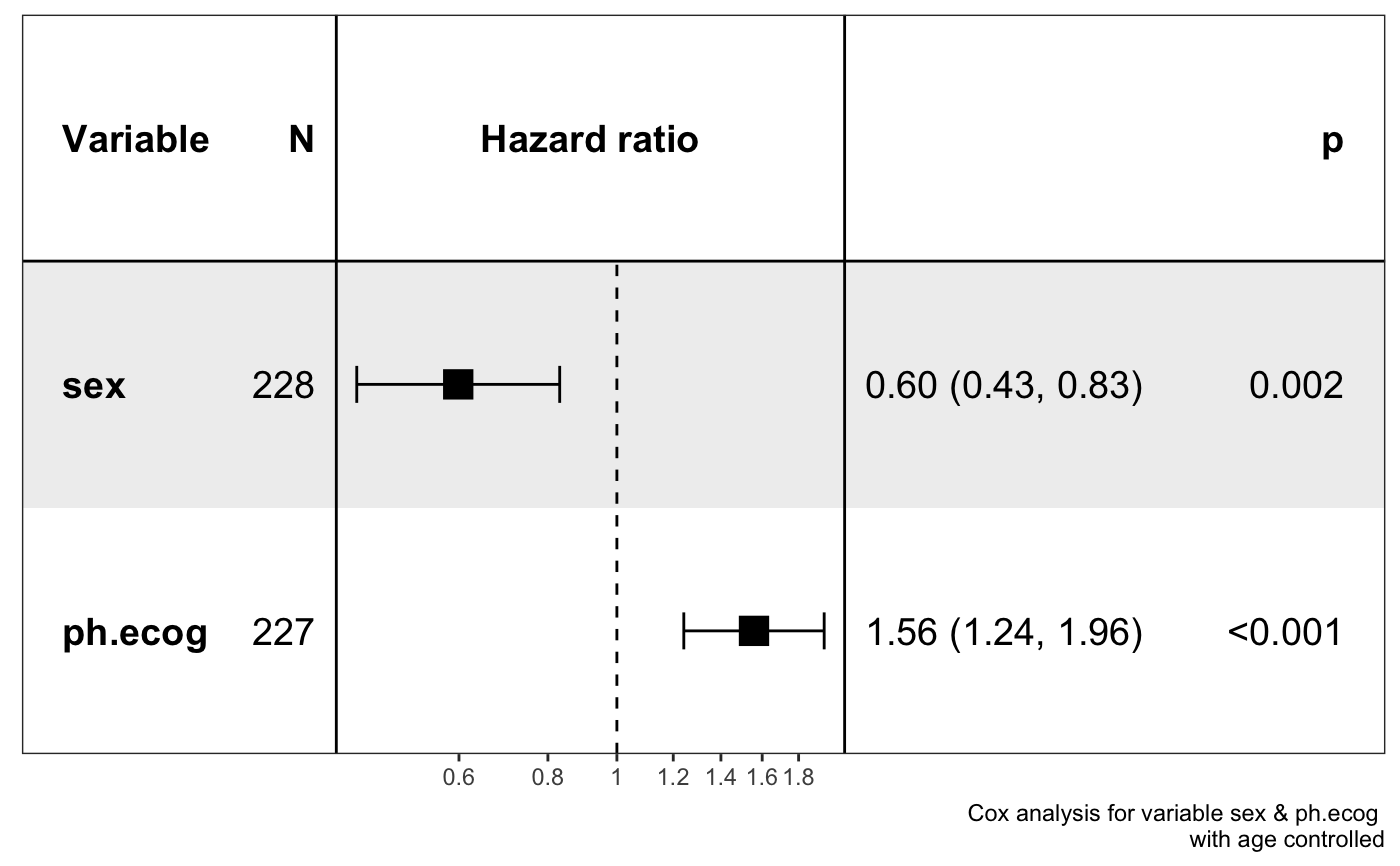 Variable N Hazard ratio p
sex 228 0.60 (0.43, 0.83) 0.002
ph.ecog 227 1.56 (1.24, 1.96) <0.001
0.6 0.8 1 1.2 1.4 1.6 1.8
Cox analysis for variable sex & ph.ecog
with age controlled